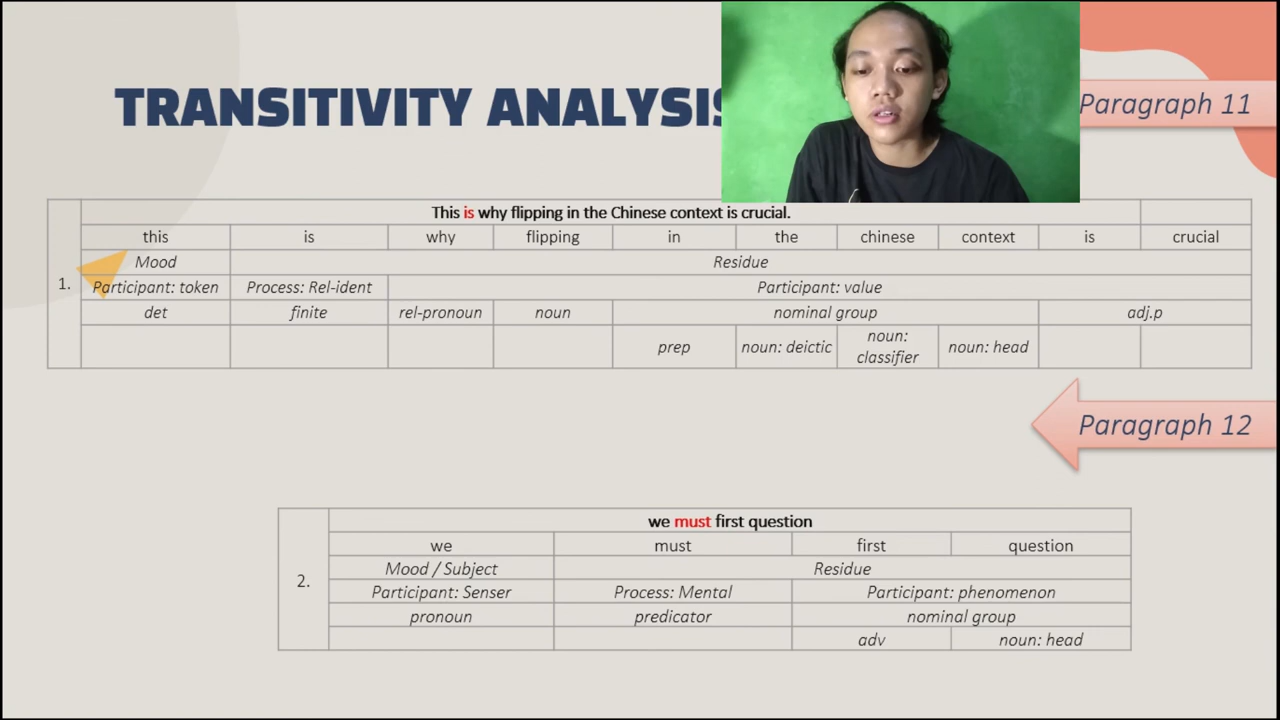 TRANSITIVITY ANALYSIS
Paragraph 11
This is why flipping in the Chinese context is crucial.
this is why flipping in the chinese context is crucial
Mood Residue
1.
Participant: token Process: Rel-ident Participant: value
det finite rel-pronoun noun nominal group adj.p
prep noun: deictic noun: classifier noun: head
Paragraph 12
we must first question
we must first question
Mood / Subject Residue
2.
Participant: Senser Process: Mental Participant: phenomenon
pronoun predicator nominal group
adv noun: head